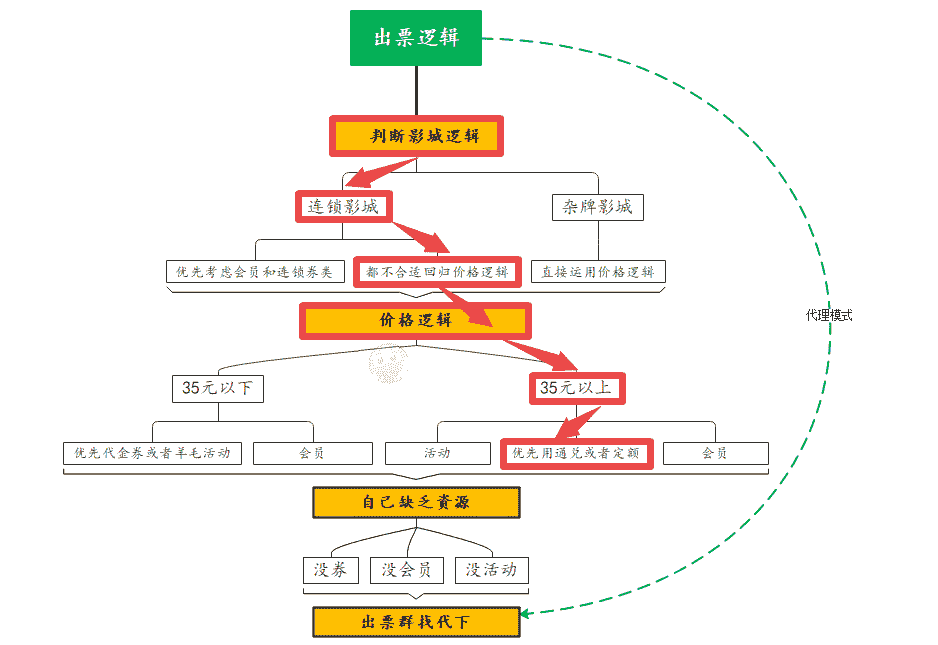 出票逻辑
判断影城逻辑
连锁影城
杂牌影城
优先考虑会员和连锁券类
都不合适回归价格逻辑
直接运用价格逻辑
代理模式
价格逻辑
35元以下
35元以上
优先代金券或者羊毛活动
会员
活动
优先用通兑或者定额
会员
自己缺乏资源
没券
没会员
没活动
出票群找代下